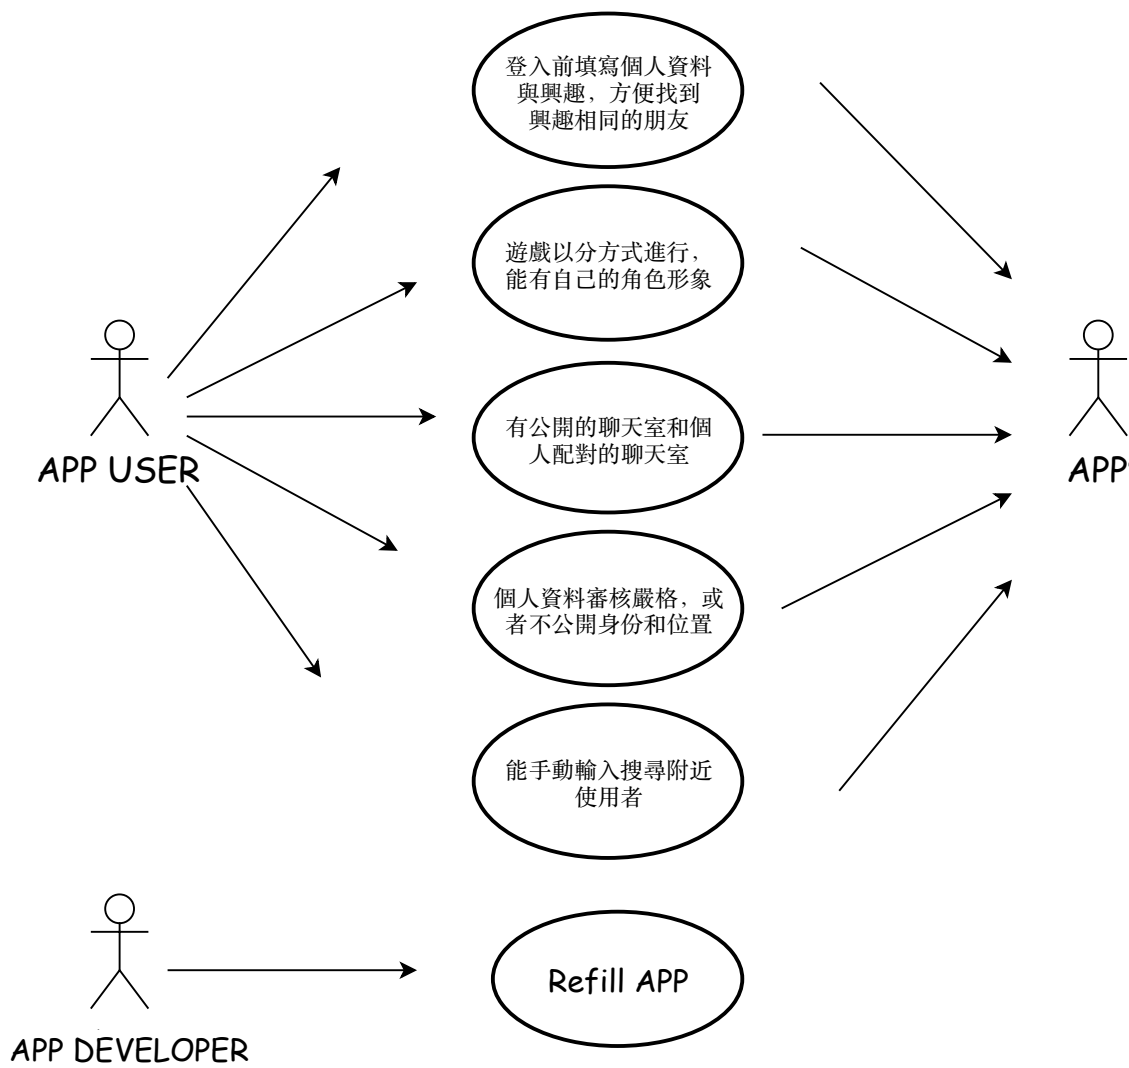 登入前填寫個人資料
與興趣，方便找到
興趣相同的朋友
遊戲以分方式進行，
能有自己的角色形象
有公開的聊天室和個
人配對的聊天室
APP USER
APP
個人資料審核嚴格，或
者不公開身份和位置
能手動輸入搜尋附近
使用者
Refill APP
APP DEVELOPER